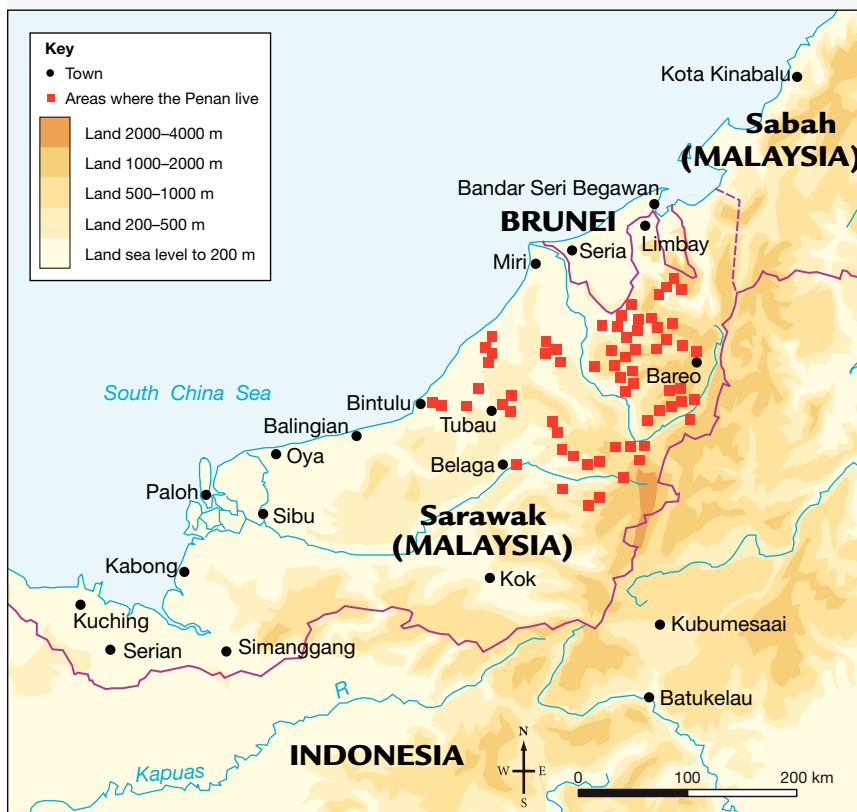 Key
Town
Areas where the Penan live
Land 2000–4000 m
Land 1000–2000 m
Land 500–1000 m
Land 200–500 m
Land sea level to 200 m
Kota Kinabalu
Sabah
(MALAYSIA)
Bandar Seri Begawan
BRUNEI
Limbay
Seria
Miri
Bareo
South China Sea
Bintulu
Tubau
Balingian
Oya
Belaga
Paloh
Sibu
Sarawak
(MALAYSIA)
Kabong
Kok
Kuching
Serian
Simanggang
Kubumesaai
Batukelau
R
Kapuas
INDONESIA
N
W E
S
0 100 200 km